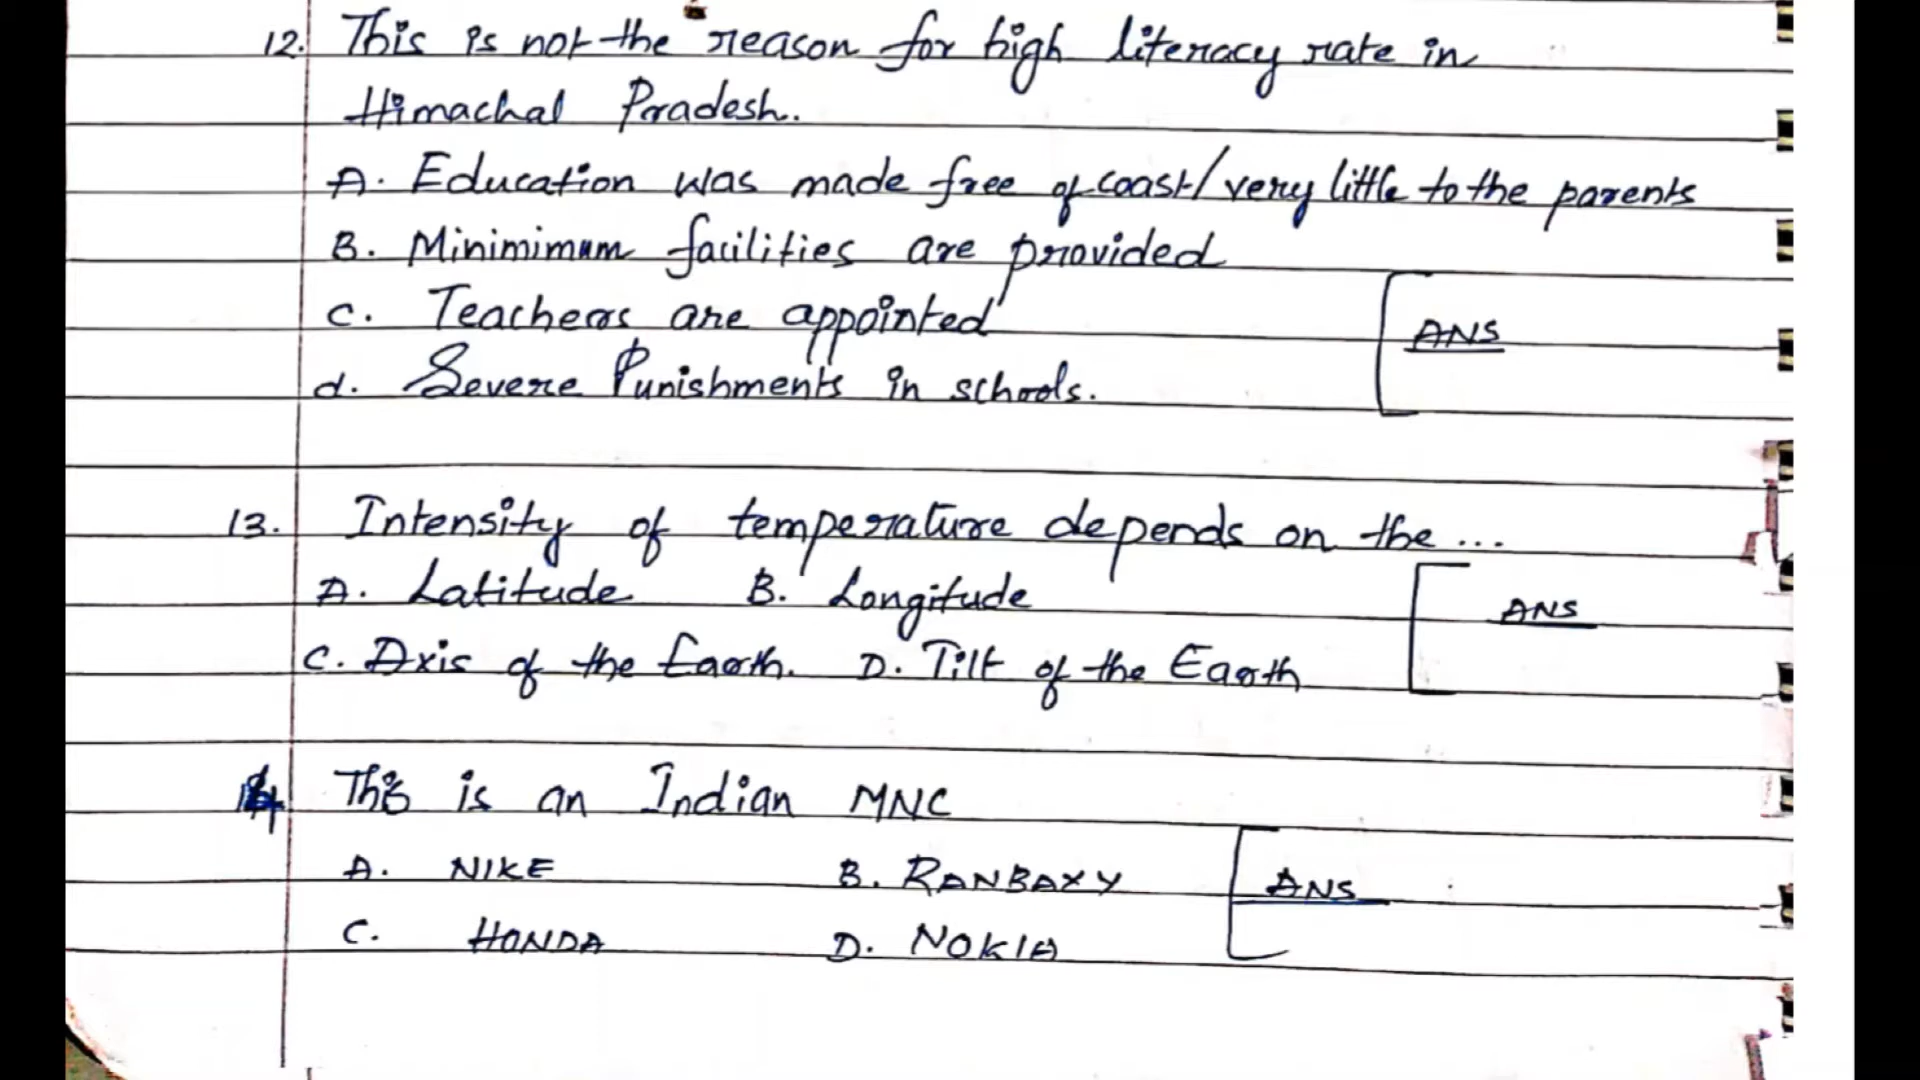 12. This is not the reason for high literacy rate in
Himachal Pradesh.
A. Education was made free of coast/very little to the parents
B. Minimimum facilities are provided
C. Teachers are appointed
d. Severe Punishments in schools.
ANS
13. Intensity of temperature depends on the ...
A. Latitude B. Longitude
C. Axis of the Earth. D. Tilt of the Earth
ANS
14 This is an Indian MNC
A. NIKE B. RANBAXY
C. HONDA D. NOKIA
ANS